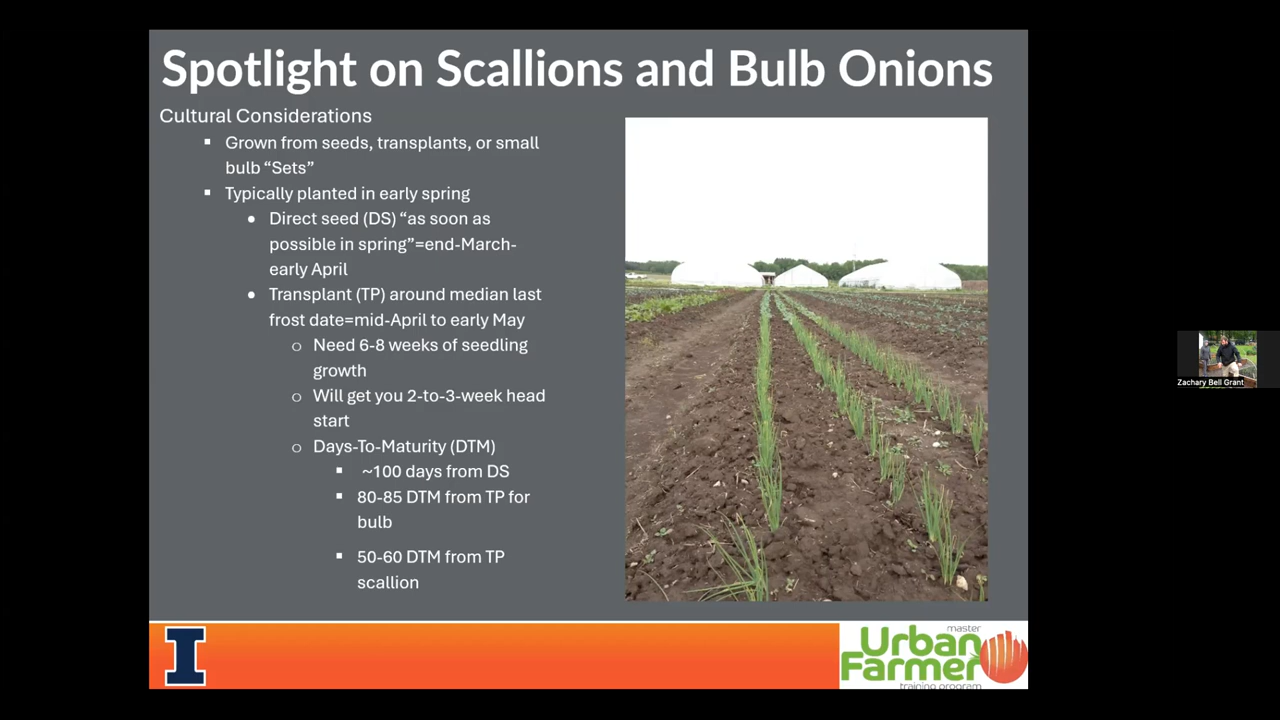 Spotlight on Scallions and Bulb Onions
Cultural Considerations
▪ Grown from seeds, transplants, or small
bulb “Sets”
▪ Typically planted in early spring
• Direct seed (DS) “as soon as
possible in spring”=end-March-
early April
• Transplant (TP) around median last
frost date=mid-April to early May
o Need 6-8 weeks of seedling
growth
o Will get you 2-to-3-week head
start
o Days-To-Maturity (DTM)
▪ ~100 days from DS
▪ 80-85 DTM from TP for
bulb
▪ 50-60 DTM from TP
scallion
Zachary Bell Grant
I
master
Urban
Farmer
training program